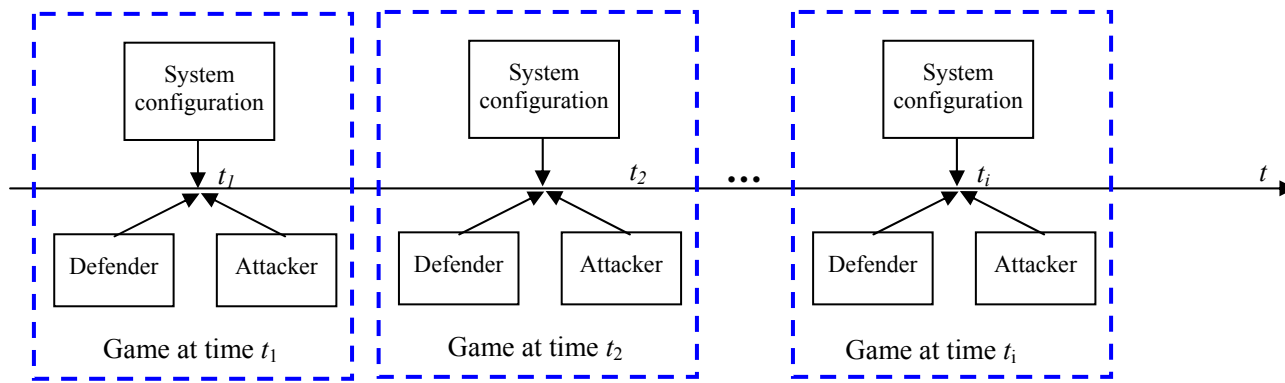 System
configuration
System
configuration
System
configuration
t1
t2
...
ti
t
Defender
Attacker
Defender
Attacker
Defender
Attacker
Game at time t1
Game at time t2
Game at time ti